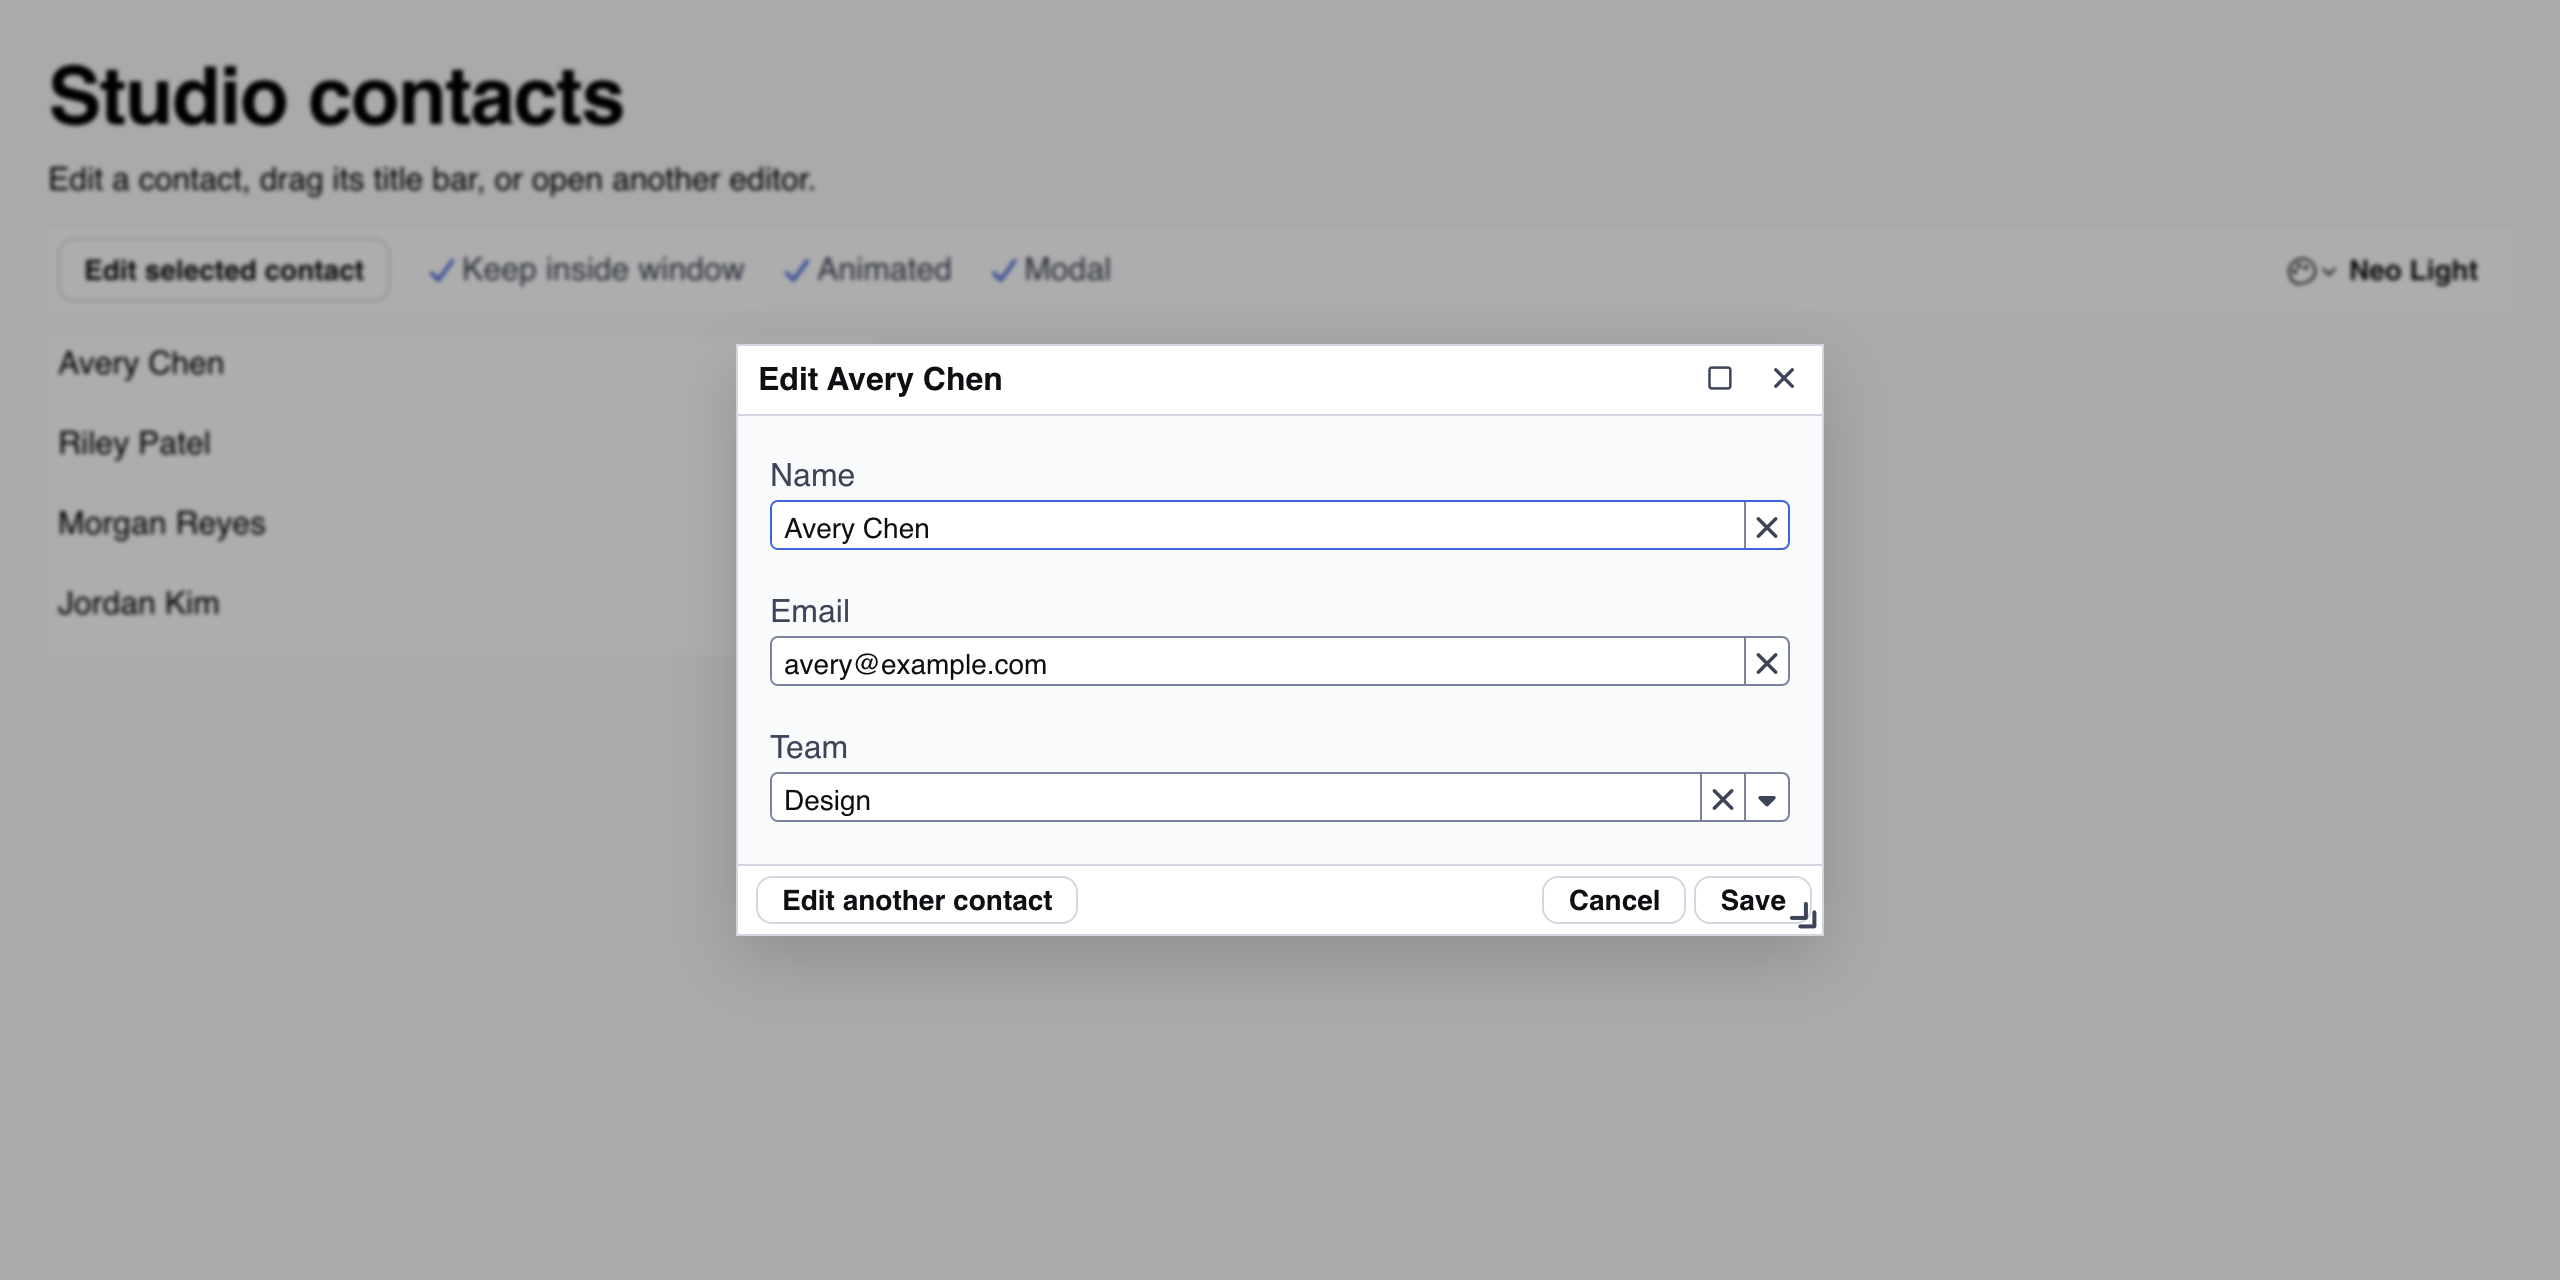 Studio contacts
Edit a contact, drag its title bar, or open another editor.
Edit selected contact Keep inside window Animated Modal Neo Light
Avery Chen
Riley Patel
Morgan Reyes
Jordan Kim
Edit Avery Chen
Name
Avery Chen
Email
avery@example.com
Team
Design
Edit another contact Cancel Save